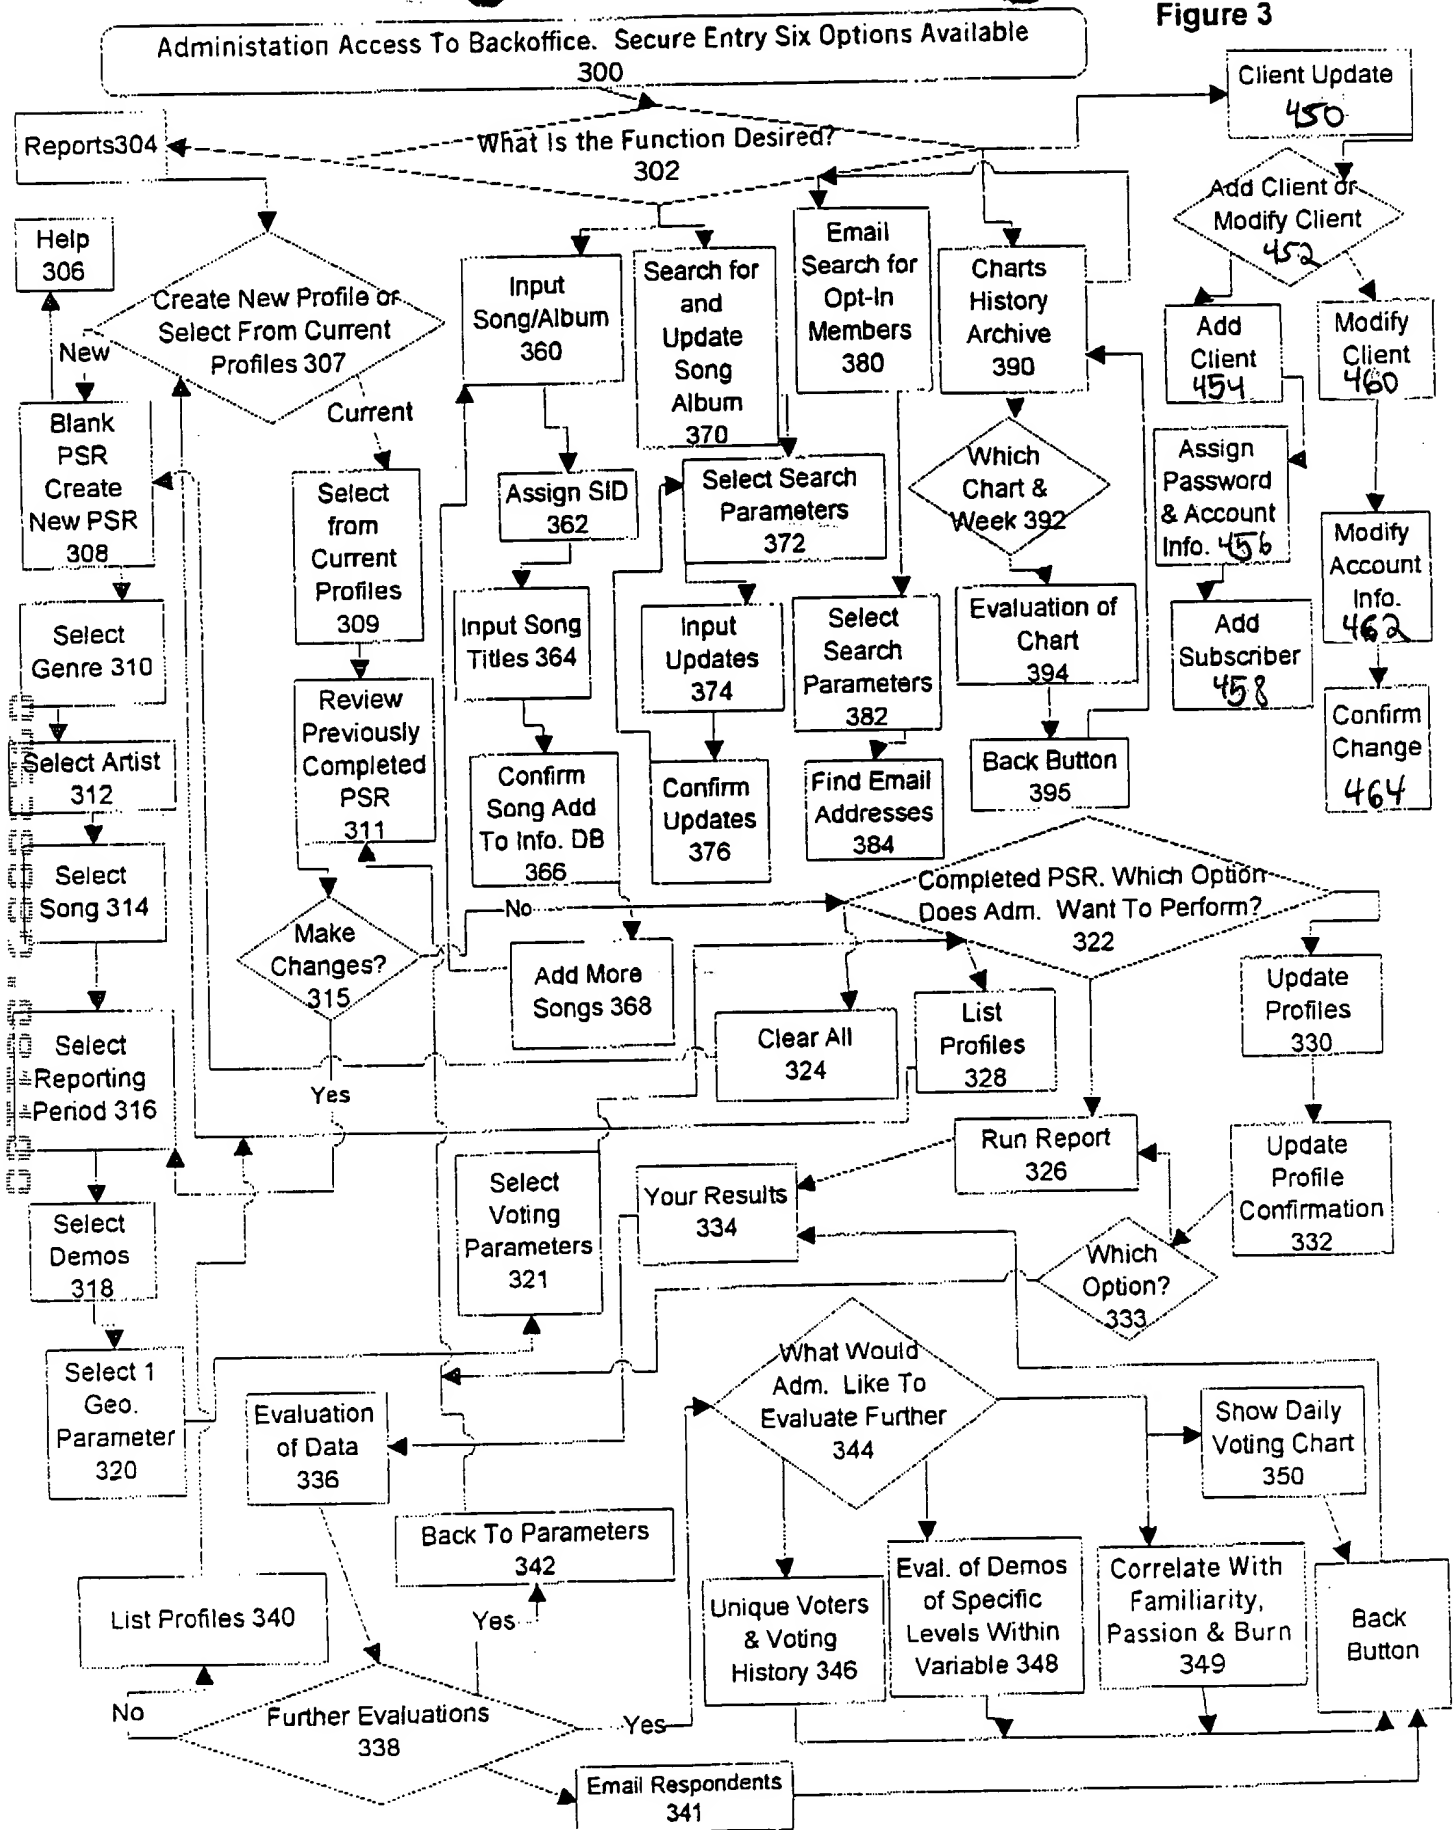 Figure 3
Administation Access To Backoffice. Secure Entry Six Options Available
300
What Is the Function Desired?
302
Reports304
Client Update
450
Add Client or
Modify Client
452
Add
Client
454
Modify
Client
460
Assign
Password
& Account
Info. 456
Add
Subscriber
458
Modify
Account
Info.
462
Confirm
Change
464
Help
306
Create New Profile or
Select From Current
Profiles 307
New
Current
Blank
PSR
Create
New PSR
308
Select
from
Current
Profiles
309
Select
Genre 310
Review
Previously
Completed
PSR
311
Select Artist
312
Select
Song 314
Make
Changes?
315
No
Yes
Select
Reporting
Period 316
Select
Demos
318
Select 1
Geo.
Parameter
320
Input
Song/Album
360
Assign SID
362
Input Song
Titles 364
Confirm
Song Add
To Info. DB
366
Add More
Songs 368
Search for
and
Update
Song
Album
370
Select Search
Parameters
372
Input
Updates
374
Confirm
Updates
376
Email
Search for
Opt-In
Members
380
Select
Search
Parameters
382
Find Email
Addresses
384
Charts
History
Archive
390
Which
Chart &
Week 392
Evaluation of
Chart
394
Back Button
395
Completed PSR. Which Option
Does Adm. Want To Perform?
322
Clear All
324
List
Profiles
328
Update
Profiles
330
Run Report
326
Update
Profile
Confirmation
332
Which
Option?
333
Select
Voting
Parameters
321
Your Results
334
Evaluation
of Data
336
Back To Parameters
342
List Profiles 340
Yes
No
Further Evaluations
338
Yes
Email Respondents
341
What Would
Adm. Like To
Evaluate Further
344
Show Daily
Voting Chart
350
Unique Voters
& Voting
History 346
Eval. of Demos
of Specific
Levels Within
Variable 348
Correlate With
Familiarity,
Passion & Burn
349
Back
Button